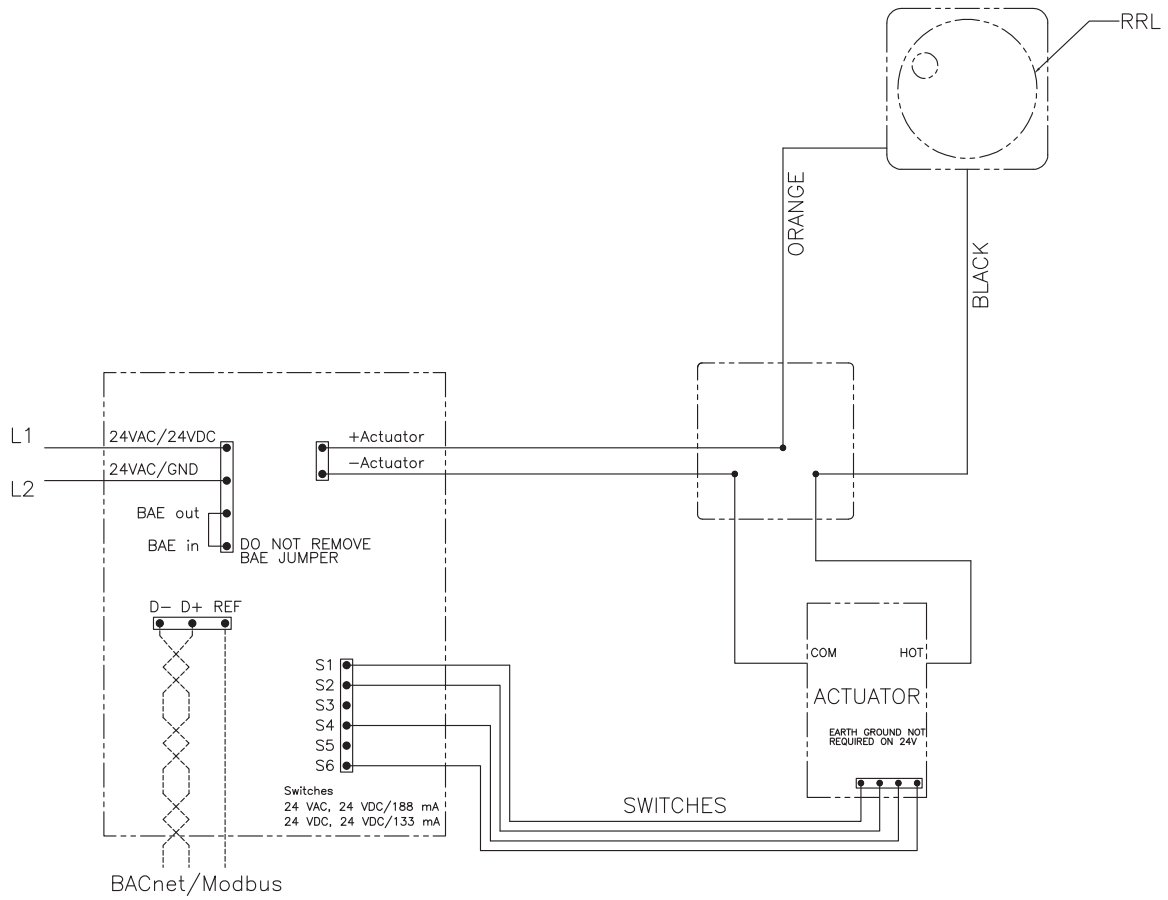 RRL
ORANGE
BLACK
L1
24VAC/24VDC
+Actuator
24VAC/GND
−Actuator
L2
BAE out
BAE in
DO NOT REMOVE
BAE JUMPER
D− D+ REF
S1
S2
S3
S4
S5
S6
COM
HOT
ACTUATOR
EARTH GROUND NOT
REQUIRED ON 24V
Switches
24 VAC, 24 VDC/188 mA
24 VDC, 24 VDC/133 mA
SWITCHES
BACnet/Modbus